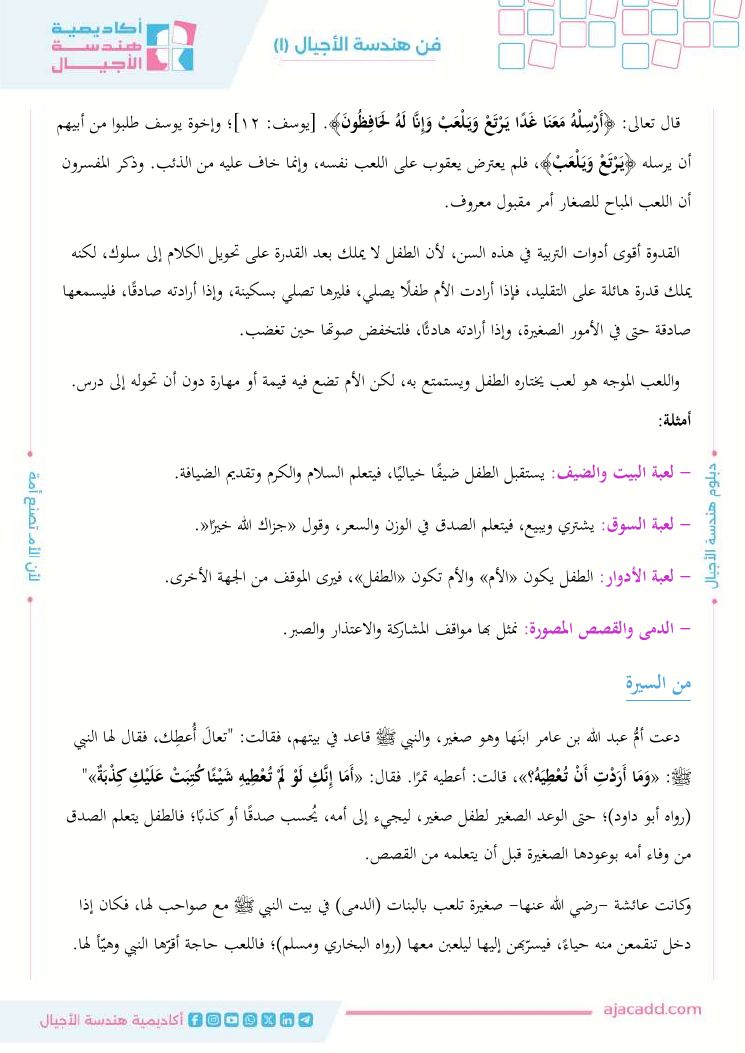 أكاديمية
هندسة
الأجيال
فن هندسة الأجيال (١)
قال تعالى: ﴿أَرْسِلْهُ مَعَنَا غَدًا يَرْتَعْ وَيَلْعَبْ وَإِنَّا لَهُ لَحَافِظُونَ﴾. [يوسف: ١٢]؛ وإخوة يوسف طلبوا من أبيهم
أن يرسله ﴿يَرْتَعْ وَيَلْعَبْ﴾، فلم يعترض يعقوب على اللعب نفسه، وإنما خاف عليه من الذئب. وذكر المفسرون
أن اللعب المباح للصغار أمر مقبول معروف.
القدوة أقوى أدوات التربية في هذه السن، لأن الطفل لا يملك بعد القدرة على تحويل الكلام إلى سلوك، لكنه
يملك قدرة هائلة على التقليد، فإذا أرادت الأم طفلًا يصلي، فليرها تصلي بسكينة، وإذا أرادته صادقًا، فليسمعها
صادقة حتى في الأمور الصغيرة، وإذا أرادته هادئًا، فلتخفض صوتها حين تغضب.
واللعب الموجه هو لعب يختاره الطفل ويستمتع به، لكن الأم تضع فيه قيمة أو مهارة دون أن تحوله إلى درس.
أمثلة:
– لعبة البيت والضيف: يستقبل الطفل ضيفًا خياليًا، فيتعلم السلام والكرم وتقديم الضيافة.
– لعبة السوق: يشتري ويبيع، فيتعلم الصدق في الوزن والسعر، وقول «جزاك الله خيرًا».
– لعبة الأدوار: الطفل يكون «الأم» والأم تكون «الطفل»، فيرى الموقف من الجهة الأخرى.
– الدمى والقصص المصورة: نمثل بها مواقف المشاركة والاعتذار والصبر.
من السيرة
دعت أمُّ عبد الله بن عامر ابنَها وهو صغير، والنبي ﷺ قاعد في بيتهم، فقالت: "تعالَ أُعطِك، فقال لها النبي
ﷺ: «وَمَا أَرَدْتِ أَنْ تُعْطِيَهُ؟»، قالت: أعطيه تمرًا. فقال: «أَمَا إِنَّكِ لَوْ لَمْ تُعْطِيهِ شَيْئًا كُتِبَتْ عَلَيْكِ كِذْبَةٌ»"
(رواه أبو داود)؛ حتى الوعد الصغير لطفل صغير، ليجيء إلى أمه، يُحسب صدقًا أو كذبًا؛ فالطفل يتعلم الصدق
من وفاء أمه بوعودها الصغيرة قبل أن يتعلمه من القصص.
وكانت عائشة –رضي الله عنها– صغيرة تلعب بالبنات (الدمى) في بيت النبي ﷺ مع صواحب لها، فكان إذا
دخل تنقمعن منه حياءً، فيسرّبهن إليها ليلعبن معها (رواه البخاري ومسلم)؛ فاللعب حاجة أقرّها النبي وهيّأ لها.
دبلوم هندسة الأجيال
لأن الأم تصنع أمة
أكاديمية هندسة الأجيال
ajacadd.com